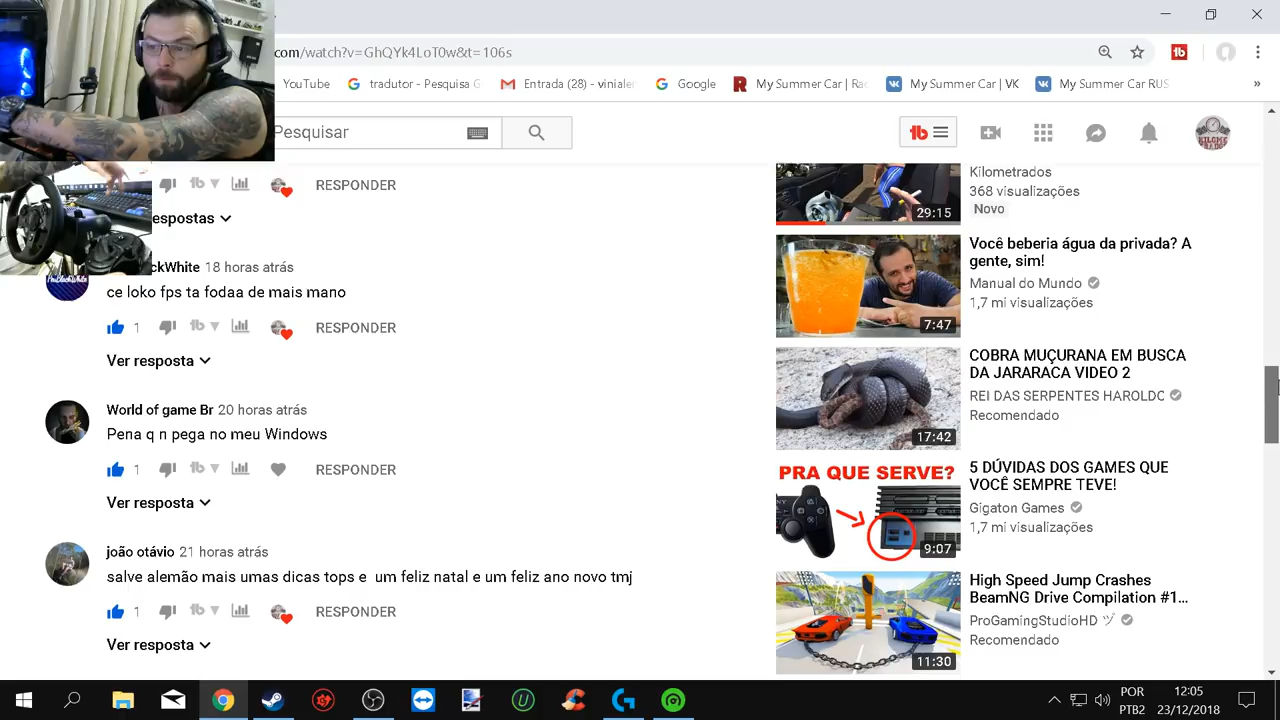 com/watch?v=GhQYk4LoT0w&t=106s
YouTube
tradutor - Pesquisa G
Entrada (28) - vinialer
Google
My Summer Car | Rac
My Summer Car | VK
My Summer Car RUS
»
Pesquisar
RESPONDER
espostas
ckWhite 18 horas atrás
ce loko fps ta fodaa de mais mano
1 RESPONDER
Ver resposta
World of game Br 20 horas atrás
Pena q n pega no meu Windows
1 RESPONDER
Ver resposta
joão otávio 21 horas atrás
salve alemão mais umas dicas tops e um feliz natal e um feliz ano novo tmj
1 RESPONDER
Ver resposta
Kilometrados
368 visualizações
Novo
29:15
Você beberia água da privada? A
gente, sim!
Manual do Mundo
1,7 mi visualizações
7:47
COBRA MUÇURANA EM BUSCA
DA JARARACA VIDEO 2
REI DAS SERPENTES HAROLDO
Recomendado
17:42
PRA QUE SERVE?
5 DÚVIDAS DOS GAMES QUE
VOCÊ SEMPRE TEVE!
Gigaton Games
1,7 mi visualizações
9:07
High Speed Jump Crashes
BeamNG Drive Compilation #1...
ProGamingStudioHD ヅ
Recomendado
11:30
POR
PTB2
12:05
23/12/2018